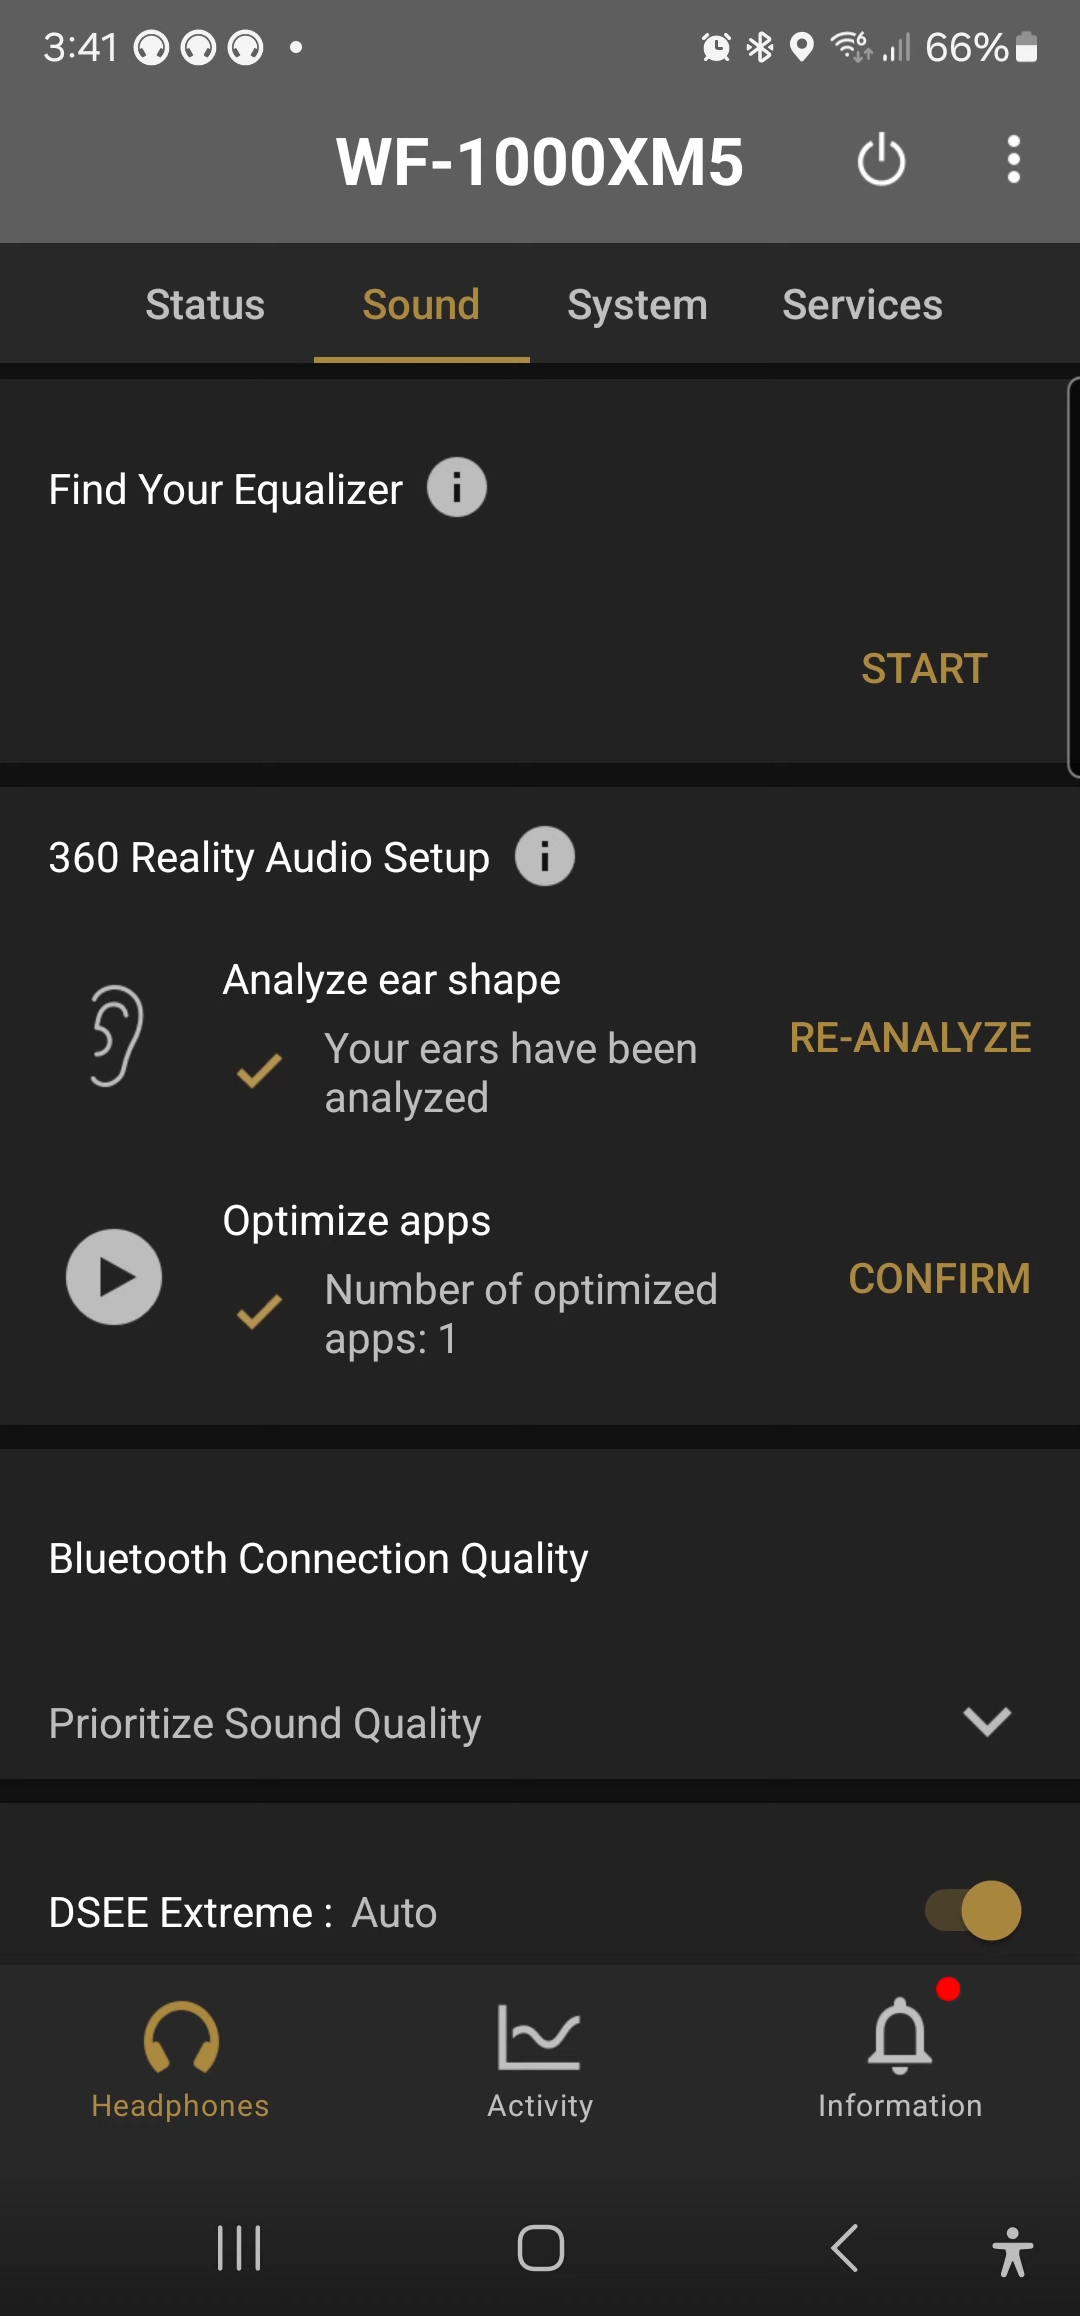 3:41
66%
WF-1000XM5
Status Sound System Services
Find Your Equalizer
START
360 Reality Audio Setup
Analyze ear shape
Your ears have been
analyzed
RE-ANALYZE
Optimize apps
Number of optimized
apps: 1
CONFIRM
Bluetooth Connection Quality
Prioritize Sound Quality
DSEE Extreme : Auto
Headphones Activity Information